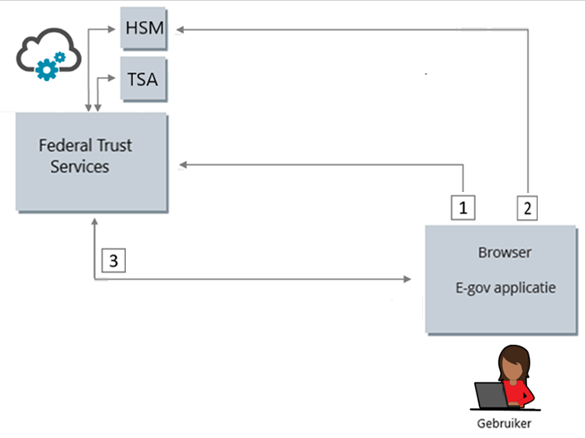 HSM
TSA
Federal Trust
Services
1
2
3
Browser
E-gov applicatie
Gebruiker